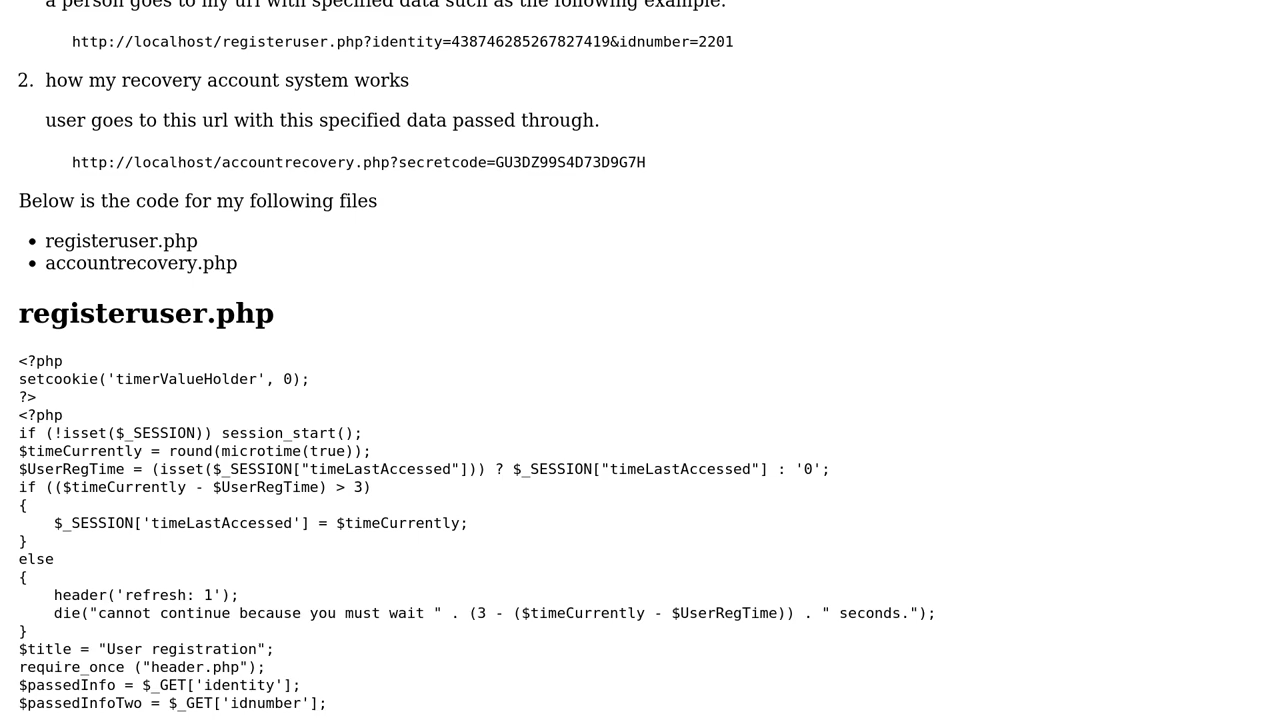 a person goes to my url with specified data such as the following example.
http://localhost/registeruser.php?identity=438746285267827419&idnumber=2201
2. how my recovery account system works
user goes to this url with this specified data passed through.
http://localhost/accountrecovery.php?secretcode=GU3DZ99S4D73D9G7H
Below is the code for my following files
• registeruser.php
• accountrecovery.php
registeruser.php
<?php
setcookie('timerValueHolder', 0);
?>
<?php
if (!isset($_SESSION)) session_start();
$timeCurrently = round(microtime(true));
$UserRegTime = (isset($_SESSION["timeLastAccessed"])) ? $_SESSION["timeLastAccessed"] : '0';
if (($timeCurrently - $UserRegTime) > 3)
{
    $_SESSION['timeLastAccessed'] = $timeCurrently;
}
else
{
    header('refresh: 1');
    die("cannot continue because you must wait " . (3 - ($timeCurrently - $UserRegTime)) . " seconds.");
}
$title = "User registration";
require_once ("header.php");
$passedInfo = $_GET['identity'];
$passedInfoTwo = $_GET['idnumber'];